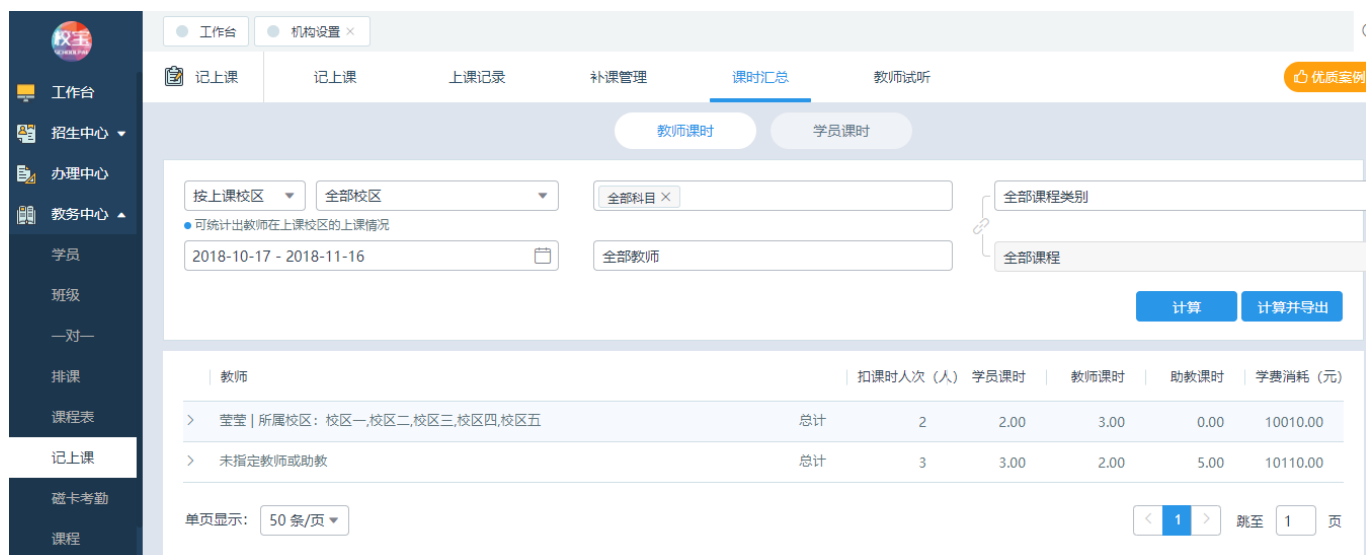 校宝
工作台 机构设置 ×
记上课 记上课 上课记录 补课管理 课时汇总 教师试听 优质案例
工作台
招生中心
办理中心
教务中心
学员
班级
一对一
排课
课程表
记上课
磁卡考勤
课程
教师课时 学员课时
按上课校区 全部校区 全部科目 × 全部课程类别
可统计出教师在上课校区的上课情况
2018-10-17 - 2018-11-16 全部教师 全部课程
计算 计算并导出
教师 扣课时人次（人） 学员课时 教师课时 助教课时 学费消耗（元）
莹莹 | 所属校区：校区一,校区二,校区三,校区四,校区五 总计 2 2.00 3.00 0.00 10010.00
未指定教师或助教 总计 3 3.00 2.00 5.00 10110.00
单页显示： 50 条/页 < 1 > 跳至 1 页